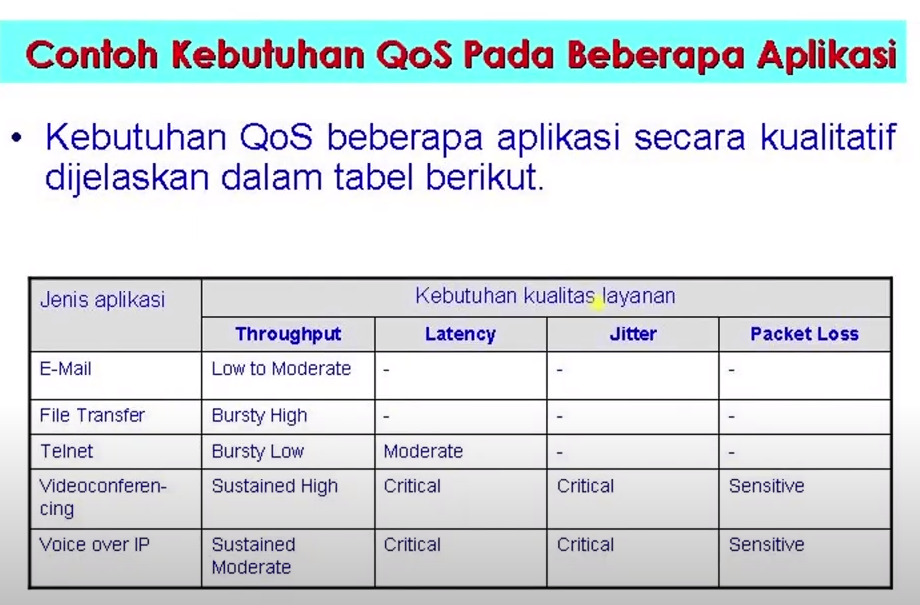 Contoh Kebutuhan QoS Pada Beberapa Aplikasi
• Kebutuhan QoS beberapa aplikasi secara kualitatif
dijelaskan dalam tabel berikut.
Jenis aplikasi Kebutuhan kualitas layanan
Throughput Latency Jitter Packet Loss
E-Mail Low to Moderate - - -
File Transfer Bursty High - - -
Telnet Bursty Low Moderate - -
Videoconferen- Sustained High Critical Critical Sensitive
cing
Voice over IP Sustained Critical Critical Sensitive
Moderate